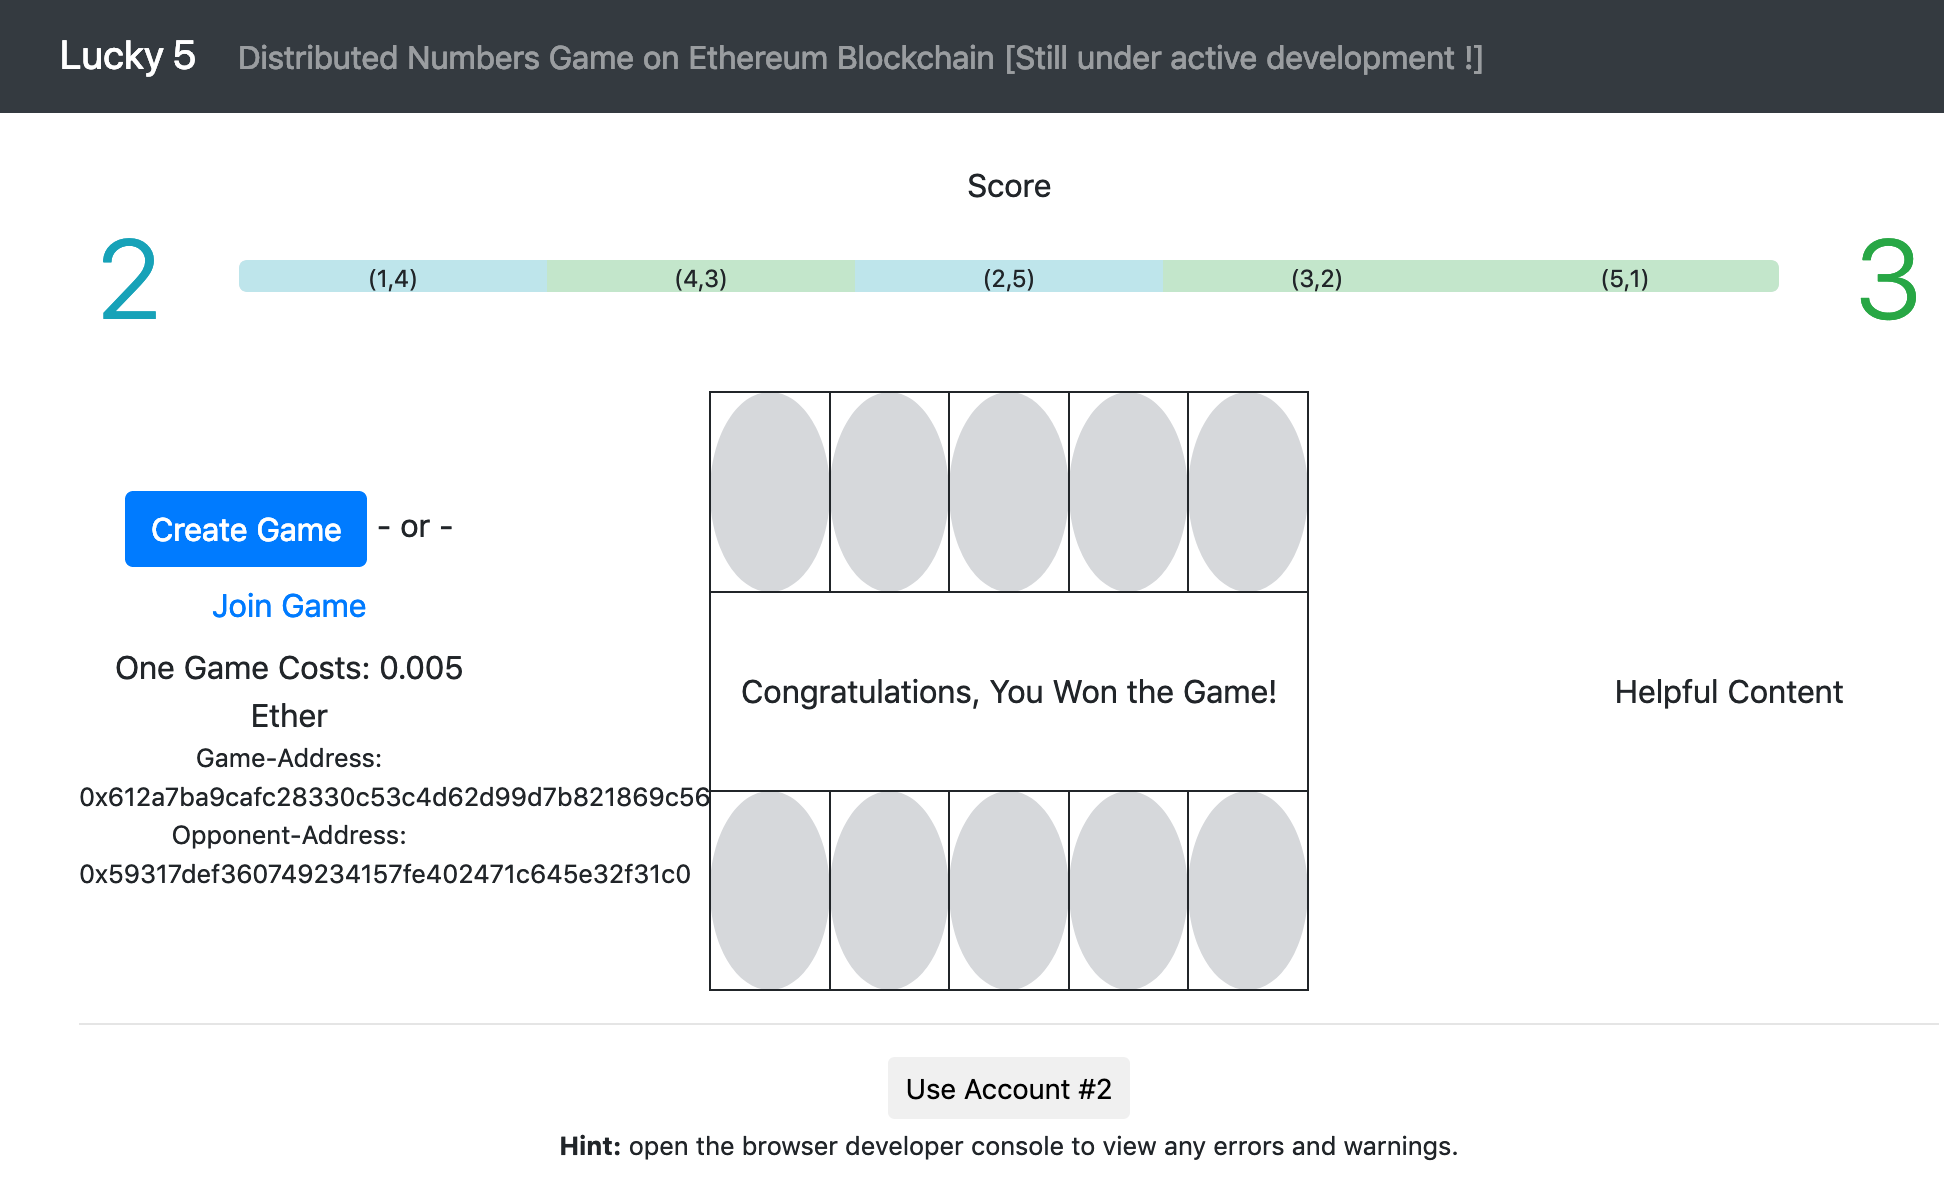 Lucky 5 Distributed Numbers Game on Ethereum Blockchain [Still under active development !]
Score
2 (1,4) (4,3) (2,5) (3,2) (5,1) 3
Create Game - or -
Join Game
One Game Costs: 0.005
Ether
Game-Address:
0x612a7ba9cafc28330c53c4d62d99d7b821869c56
Opponent-Address:
0x59317def360749234157fe402471c645e32f31c0
Congratulations, You Won the Game!
Helpful Content
Use Account #2
Hint: open the browser developer console to view any errors and warnings.